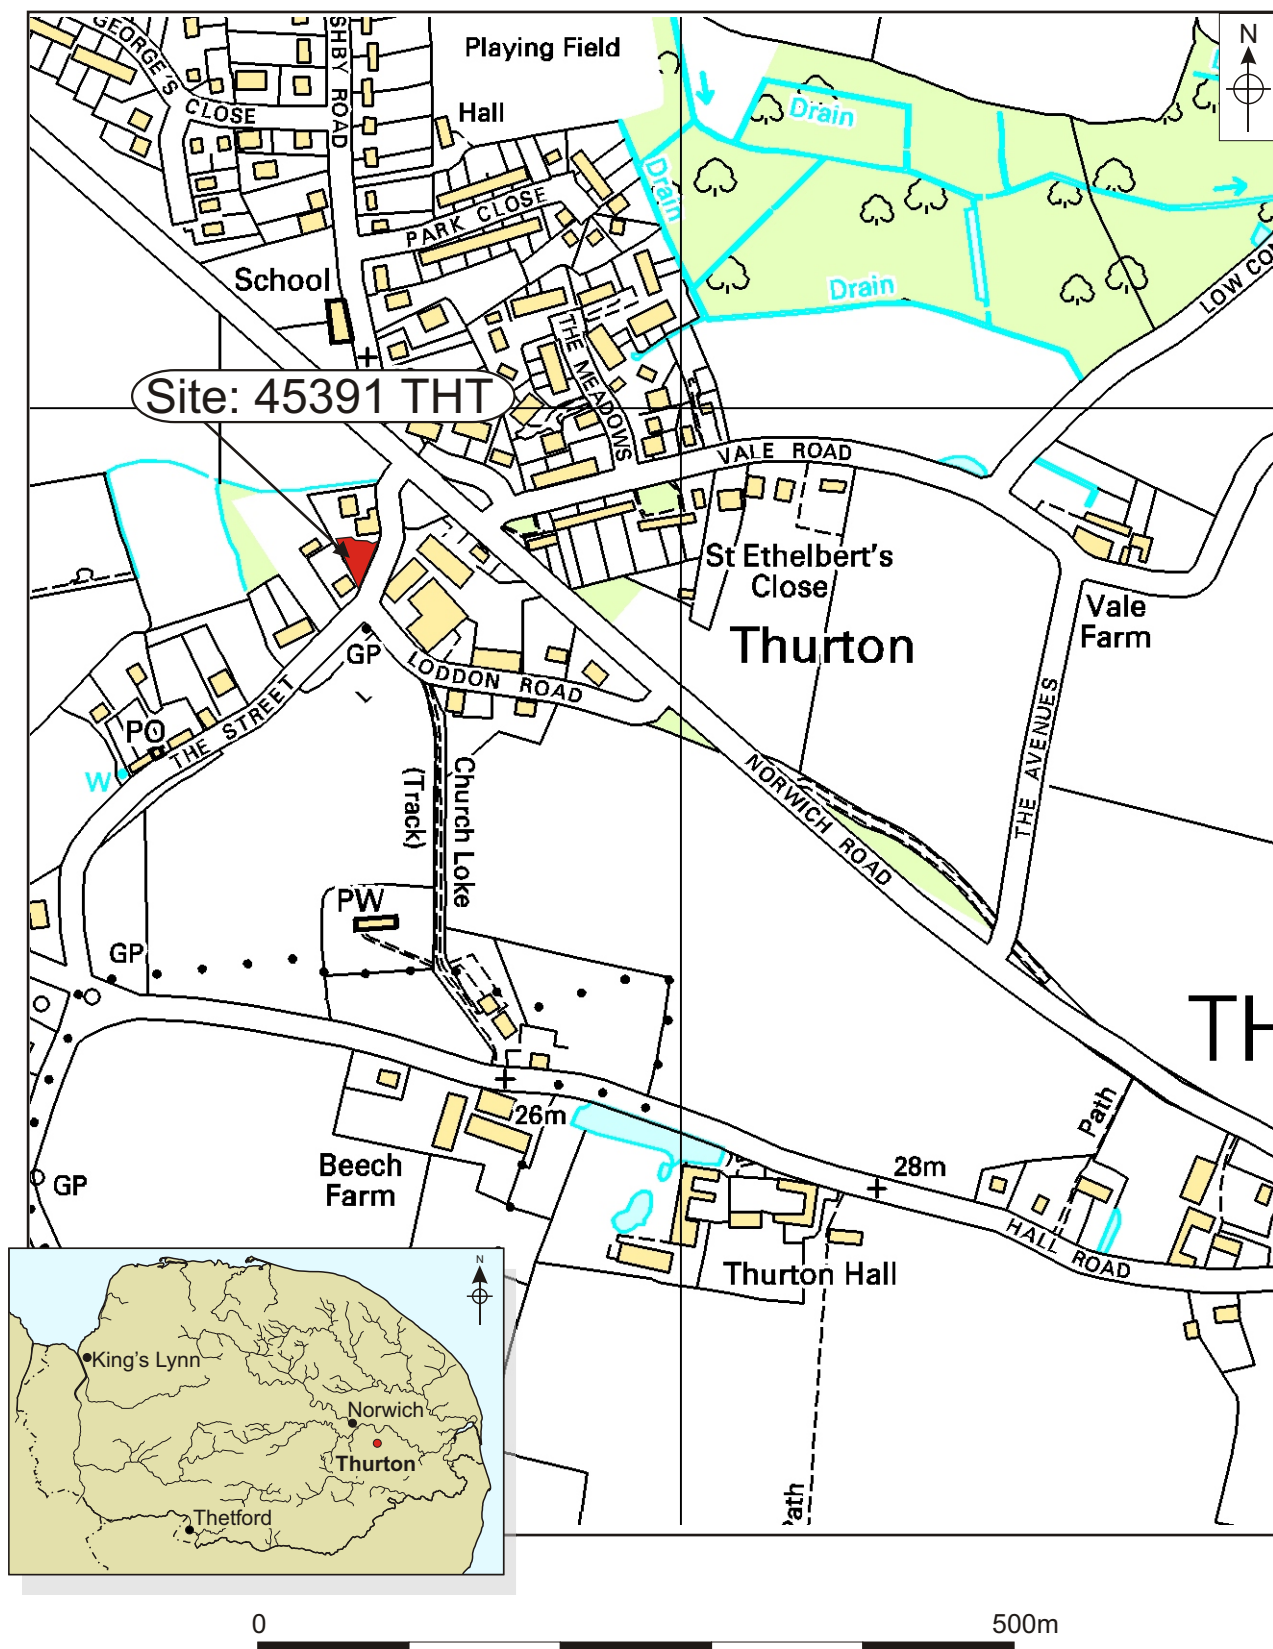 GEORGE'S
CLOSE
SHBY ROAD
Playing Field
N
Hall
Drain
Drain
PARK CLOSE
School
Drain
LOW CO
THE MEADOWS
Site: 45391 THT
VALE ROAD
St Ethelbert's
Close
Vale
Farm
Thurton
GP
LODDON ROAD
THE STREET
PO
W
THE AVENUES
NORWICH ROAD
Church Loke
(Track)
PW
GP
TH
Path
26m
28m
Beech
Farm
GP
HALL ROAD
Thurton Hall
N
King's Lynn
Norwich
Thurton
Thetford
Path
0
500m